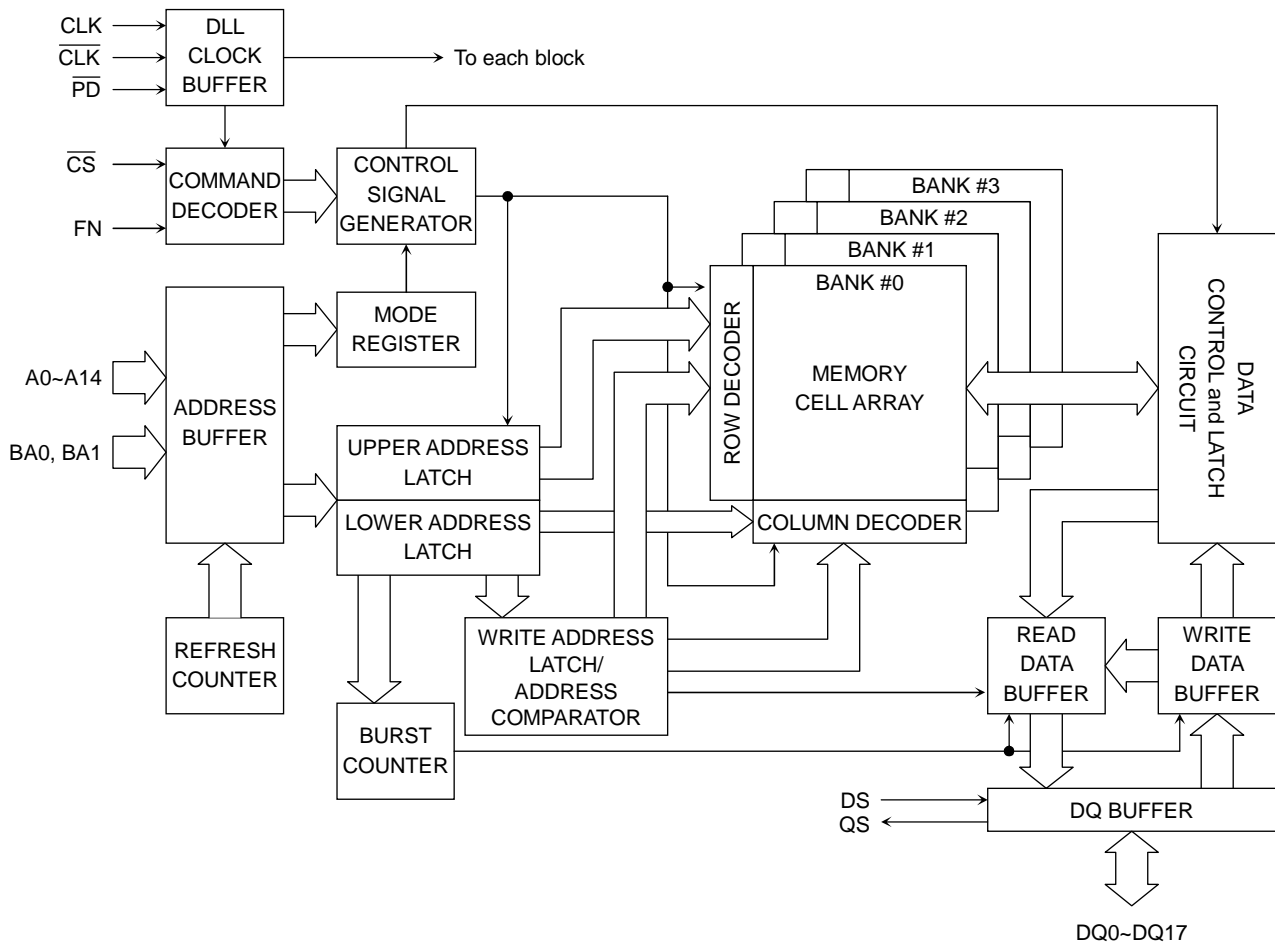 CLK
CLK
PD
DLL
CLOCK
BUFFER
To each block
CS
FN
COMMAND
DECODER
CONTROL
SIGNAL
GENERATOR
BANK #3
BANK #2
BANK #1
BANK #0
MODE
REGISTER
A0~A14
BA0, BA1
ADDRESS
BUFFER
ROW DECODER
MEMORY
CELL ARRAY
DATA
CONTROL and LATCH
CIRCUIT
UPPER ADDRESS
LATCH
LOWER ADDRESS
LATCH
COLUMN DECODER
REFRESH
COUNTER
WRITE ADDRESS
LATCH/
ADDRESS
COMPARATOR
READ
DATA
BUFFER
WRITE
DATA
BUFFER
BURST
COUNTER
DS
QS
DQ BUFFER
DQ0~DQ17